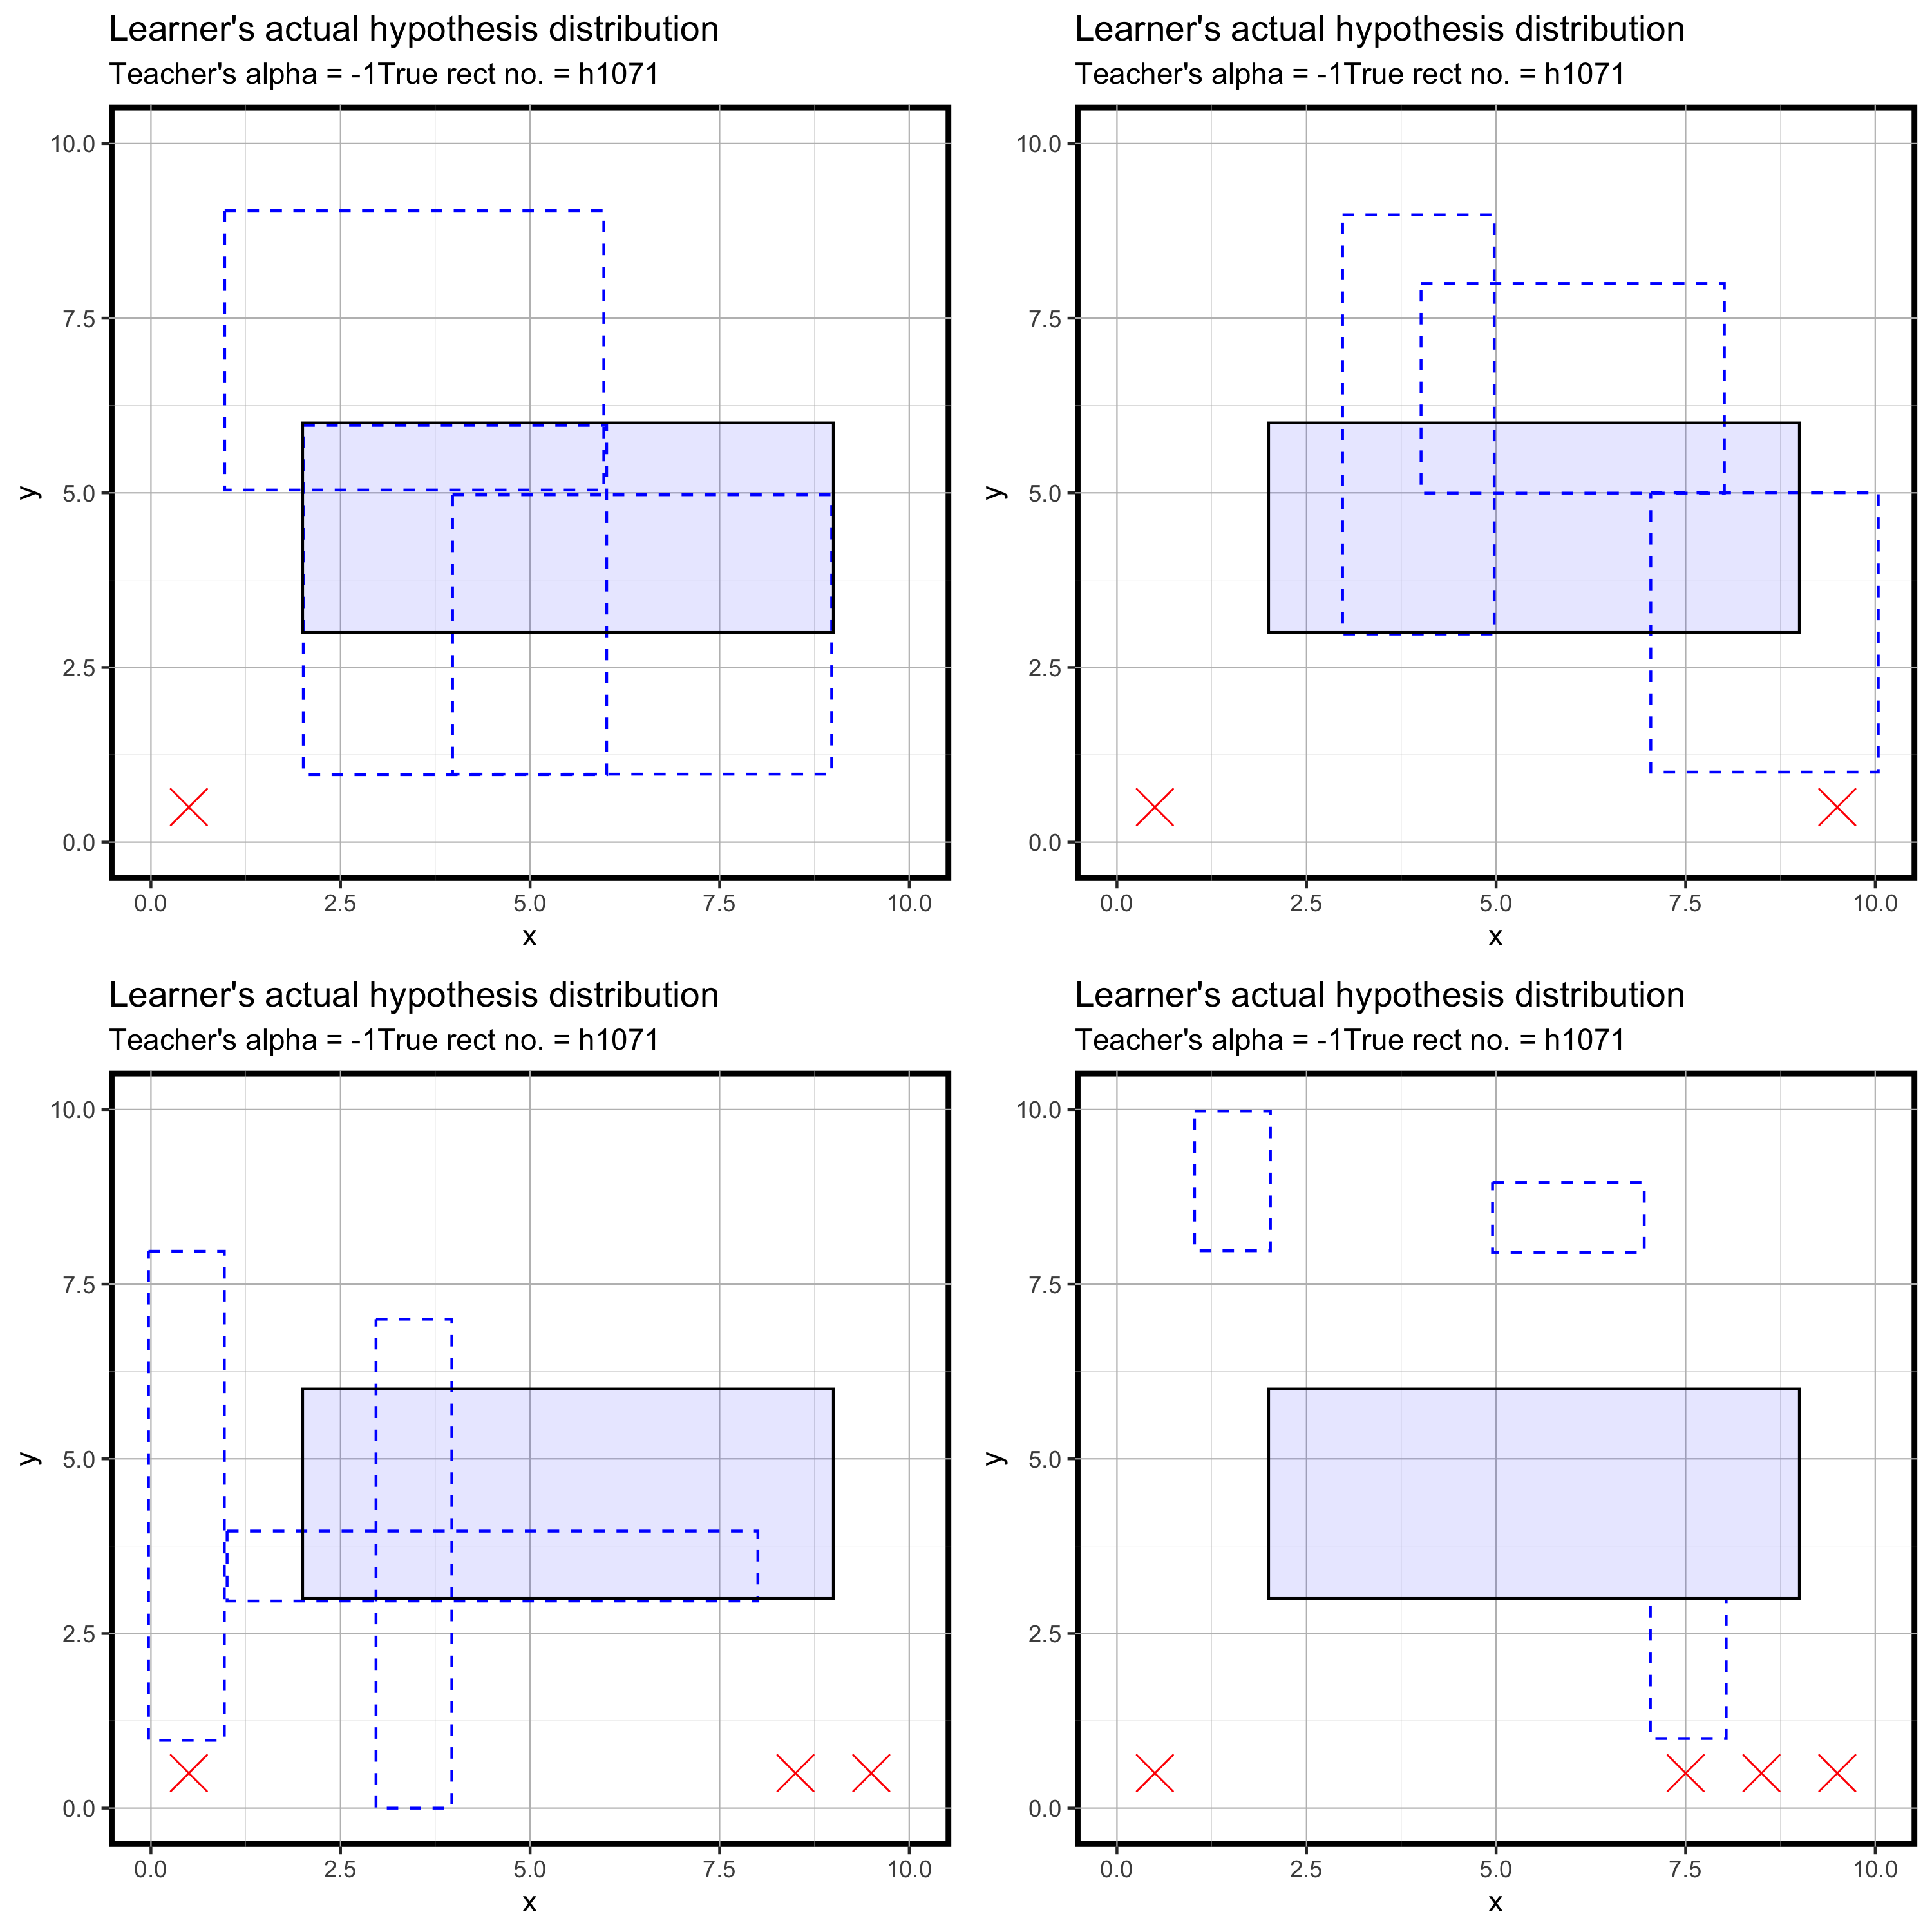 Learner's actual hypothesis distribution
Teacher's alpha = -1True rect no. = h1071
10.0
7.5
5.0
2.5
0.0
y
0.0 2.5 5.0 7.5 10.0
x
Learner's actual hypothesis distribution
Teacher's alpha = -1True rect no. = h1071
10.0
7.5
5.0
2.5
0.0
y
0.0 2.5 5.0 7.5 10.0
x
Learner's actual hypothesis distribution
Teacher's alpha = -1True rect no. = h1071
10.0
7.5
5.0
2.5
0.0
y
0.0 2.5 5.0 7.5 10.0
x
Learner's actual hypothesis distribution
Teacher's alpha = -1True rect no. = h1071
10.0
7.5
5.0
2.5
0.0
y
0.0 2.5 5.0 7.5 10.0
x